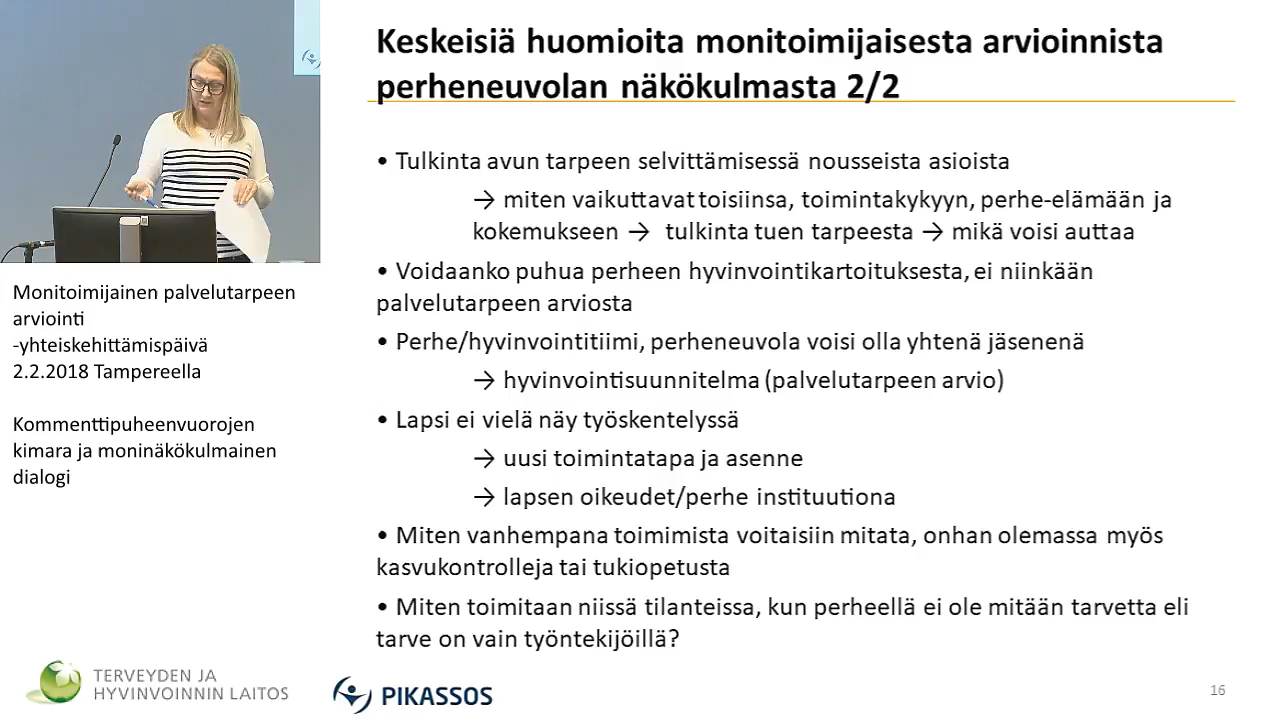 Keskeisiä huomioita monitoimijaisesta arvioinnista
perheneuvolan näkökulmasta 2/2
• Tulkinta avun tarpeen selvittämisessä nousseista asioista
→ miten vaikuttavat toisiinsa, toimintakykyyn, perhe-elämään ja
kokemukseen → tulkinta tuen tarpeesta → mikä voisi auttaa
• Voidaanko puhua perheen hyvinvointikartoituksesta, ei niinkään
palvelutarpeen arviosta
• Perhe/hyvinvointitiimi, perheneuvola voisi olla yhtenä jäsenenä
→ hyvinvointisuunnitelma (palvelutarpeen arvio)
• Lapsi ei vielä näy työskentelyssä
→ uusi toimintatapa ja asenne
→ lapsen oikeudet/perhe instituutiona
• Miten vanhempana toimimista voitaisiin mitata, onhan olemassa myös
kasvukontrolleja tai tukiopetusta
• Miten toimitaan niissä tilanteissa, kun perheellä ei ole mitään tarvetta eli
tarve on vain työntekijöillä?
Monitoimijainen palvelutarpeen
arviointi
-yhteiskehittämispäivä
2.2.2018 Tampereella
Kommenttipuheenvuorojen
kimara ja moninäkökulmainen
dialogi
TERVEYDEN JA
HYVINVOINNIN LAITOS
PIKASSOS
16